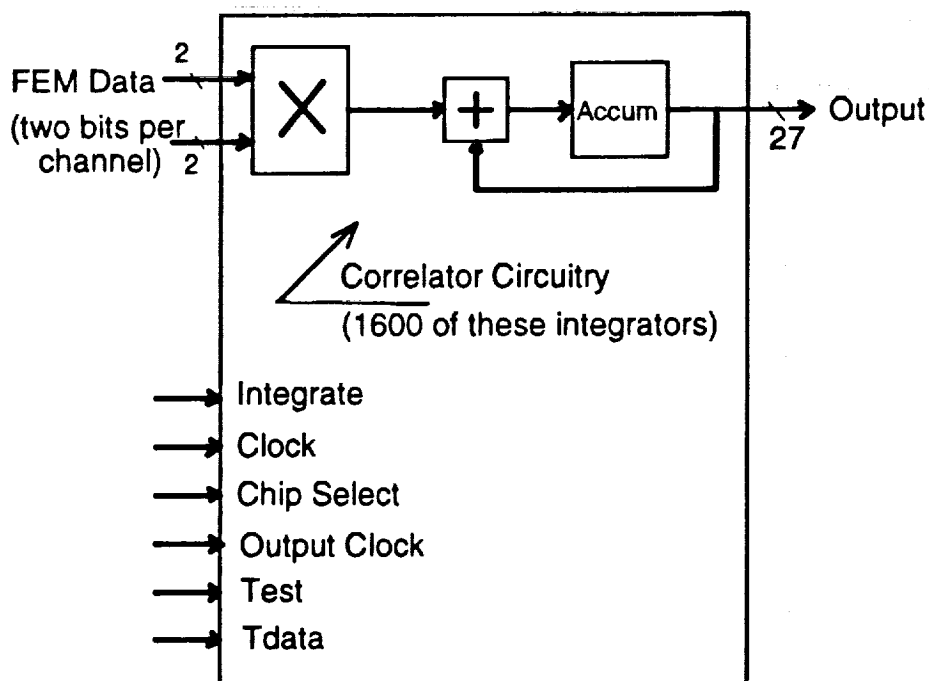 2
FEM Data
(two bits per
channel)
2
Accum
27
Output
Correlator Circuitry
(1600 of these integrators)
Integrate
Clock
Chip Select
Output Clock
Test
Tdata